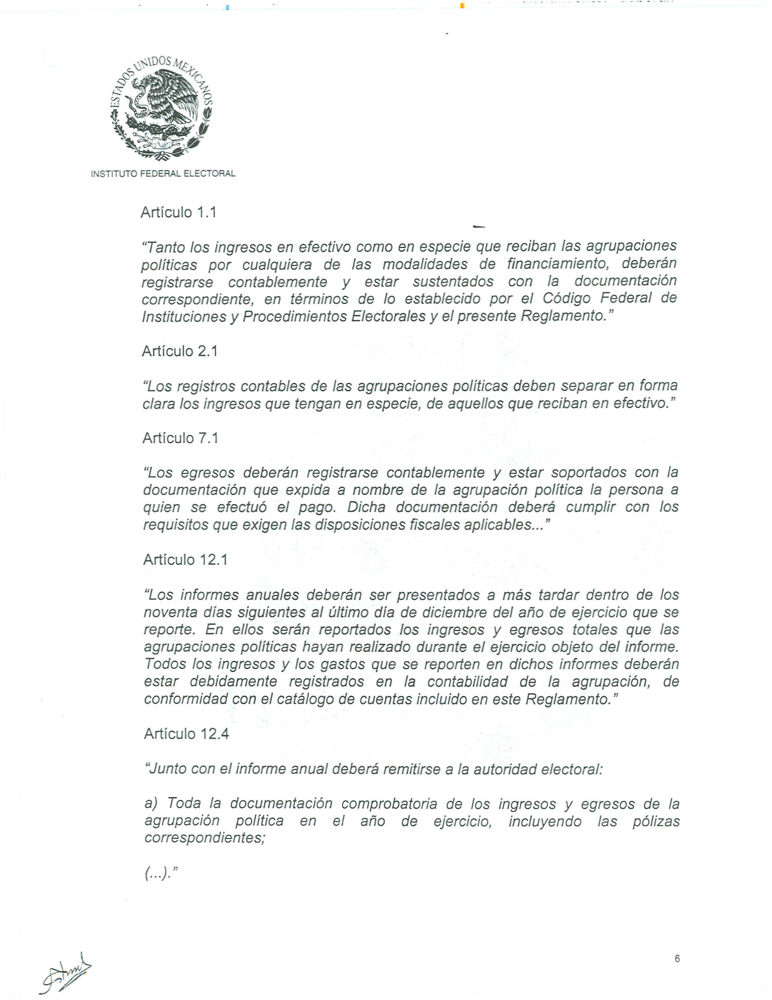 ESTADOS UNIDOS MEXICANOS
INSTITUTO FEDERAL ELECTORAL
Artículo 1.1
“Tanto los ingresos en efectivo como en especie que reciban las agrupaciones
políticas por cualquiera de las modalidades de financiamiento, deberán
registrarse contablemente y estar sustentados con la documentación
correspondiente, en términos de lo establecido por el Código Federal de
Instituciones y Procedimientos Electorales y el presente Reglamento.”
Artículo 2.1
“Los registros contables de las agrupaciones políticas deben separar en forma
clara los ingresos que tengan en especie, de aquellos que reciban en efectivo.”
Artículo 7.1
“Los egresos deberán registrarse contablemente y estar soportados con la
documentación que expida a nombre de la agrupación política la persona a
quien se efectuó el pago. Dicha documentación deberá cumplir con los
requisitos que exigen las disposiciones fiscales aplicables...”
Artículo 12.1
“Los informes anuales deberán ser presentados a más tardar dentro de los
noventa días siguientes al último día de diciembre del año de ejercicio que se
reporte. En ellos serán reportados los ingresos y egresos totales que las
agrupaciones políticas hayan realizado durante el ejercicio objeto del informe.
Todos los ingresos y los gastos que se reporten en dichos informes deberán
estar debidamente registrados en la contabilidad de la agrupación, de
conformidad con el catálogo de cuentas incluido en este Reglamento.”
Artículo 12.4
“Junto con el informe anual deberá remitirse a la autoridad electoral:
a) Toda la documentación comprobatoria de los ingresos y egresos de la
agrupación política en el año de ejercicio, incluyendo las pólizas
correspondientes;
(...).”
6